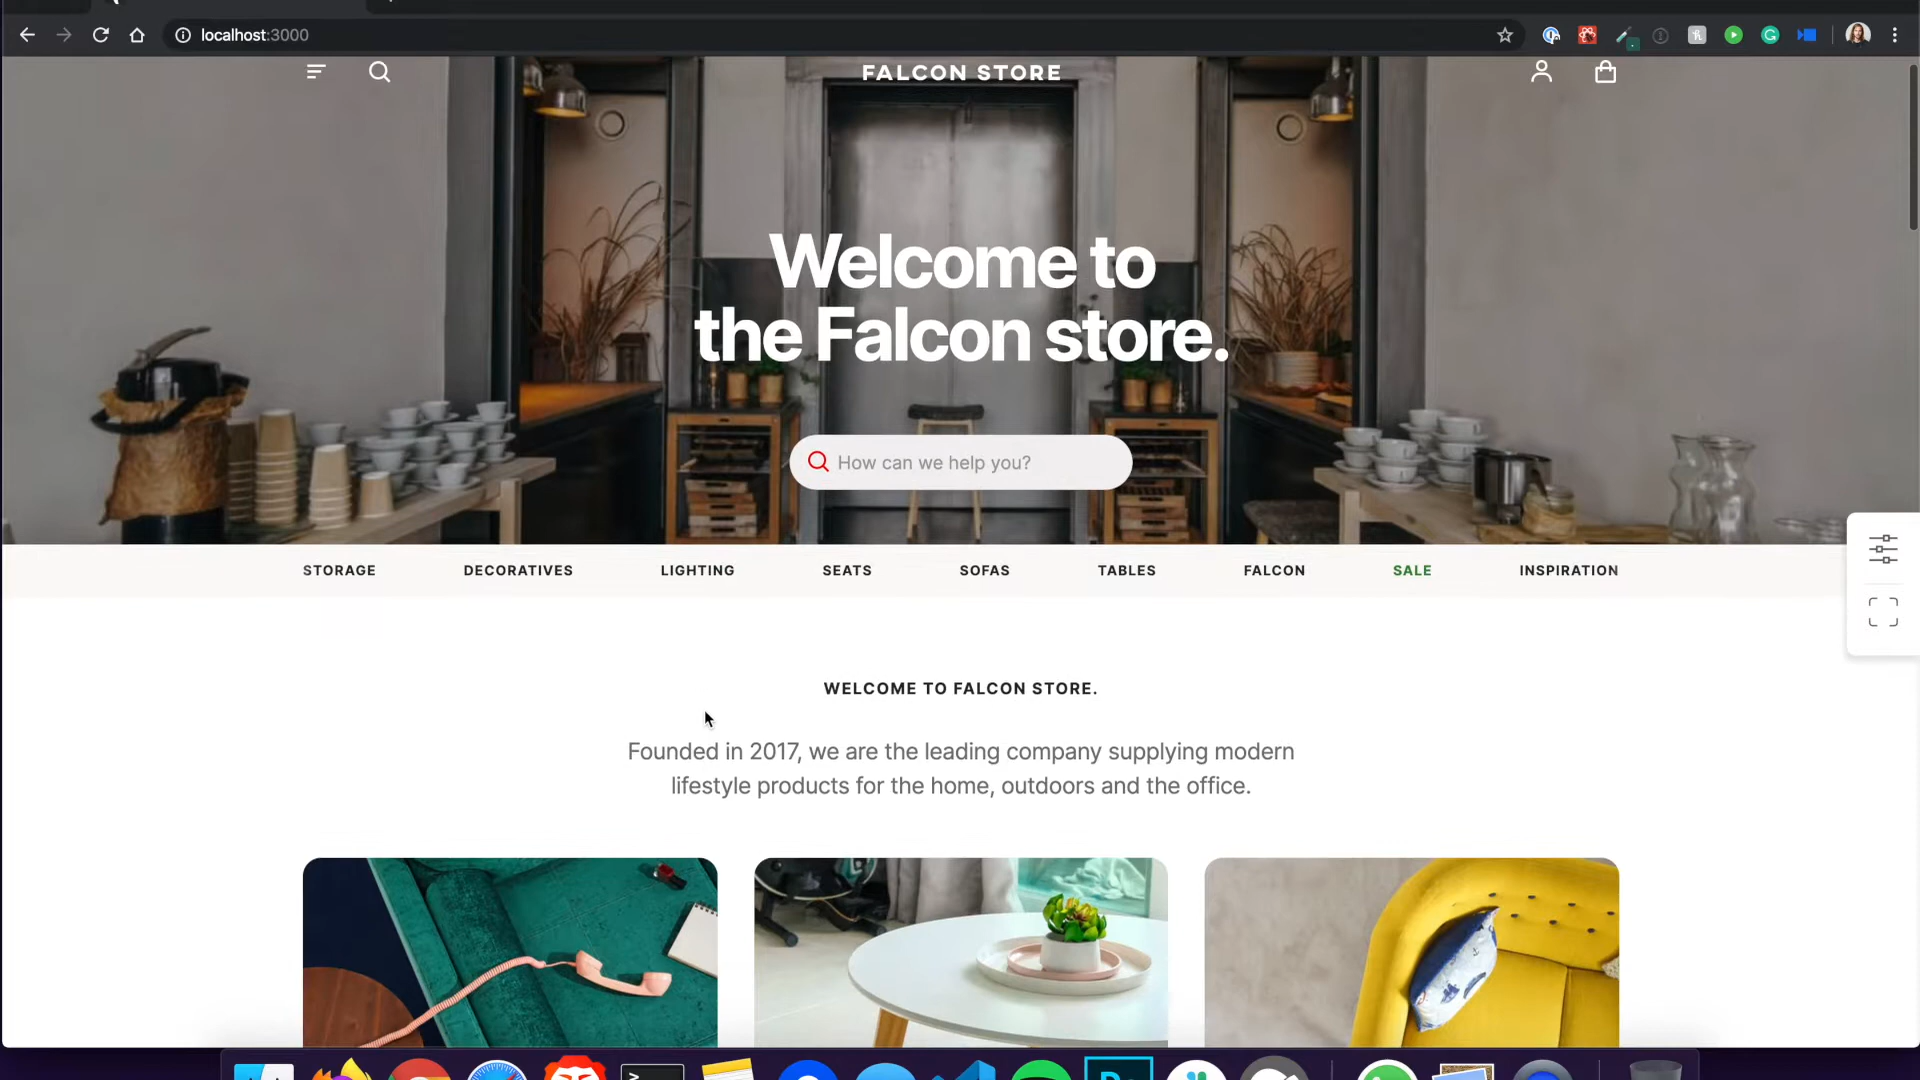 localhost:3000
FALCON STORE
Welcome to
the Falcon store.
How can we help you?
STORAGE DECORATIVES LIGHTING SEATS SOFAS TABLES FALCON SALE INSPIRATION
WELCOME TO FALCON STORE.
Founded in 2017, we are the leading company supplying modern
lifestyle products for the home, outdoors and the office.